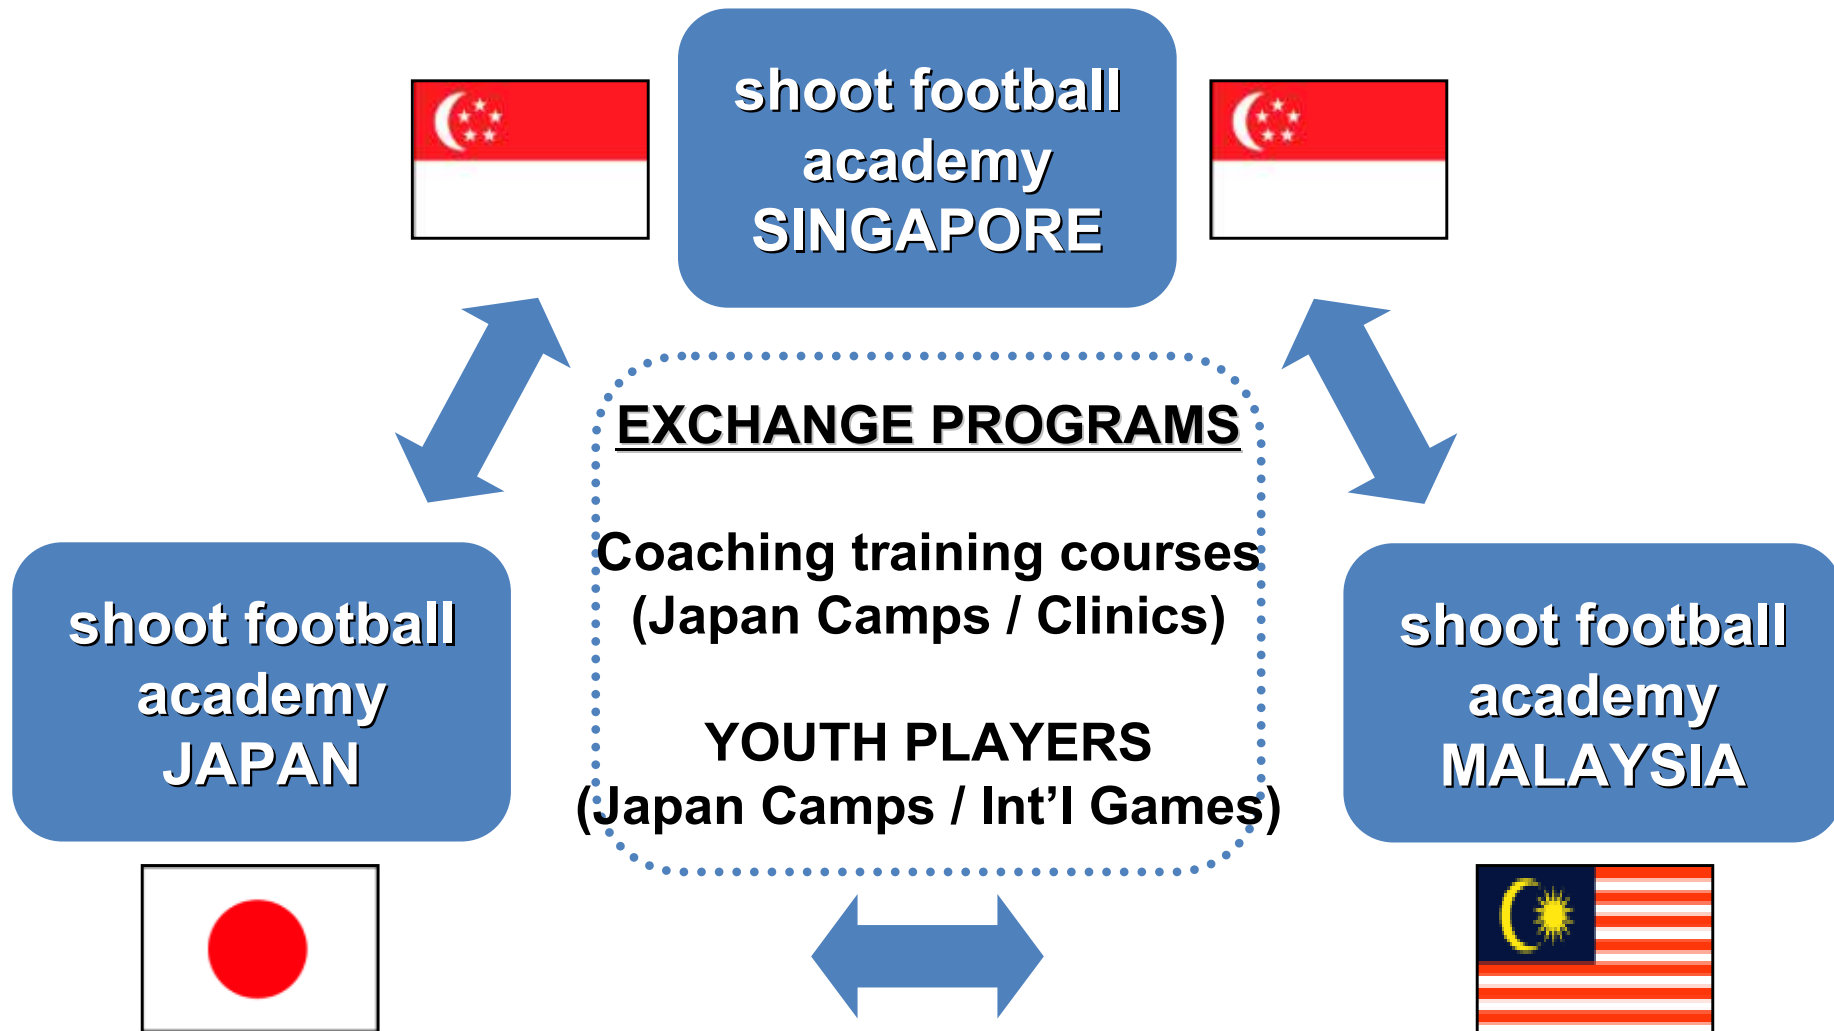 shoot football
academy
SINGAPORE
EXCHANGE PROGRAMS
Coaching training courses
(Japan Camps / Clinics)
YOUTH PLAYERS
(Japan Camps / Int’l Games)
shoot football
academy
JAPAN
shoot football
academy
MALAYSIA